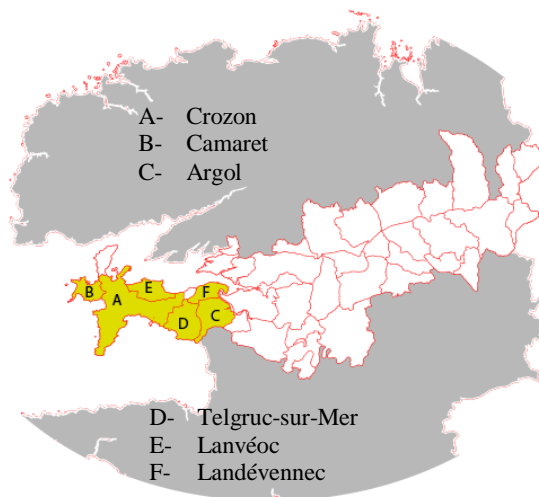 A- Crozon
B- Camaret
C- Argol
B
A
E
F
D
C
D- Telgruc-sur-Mer
E- Lanvéoc
F- Landévennec